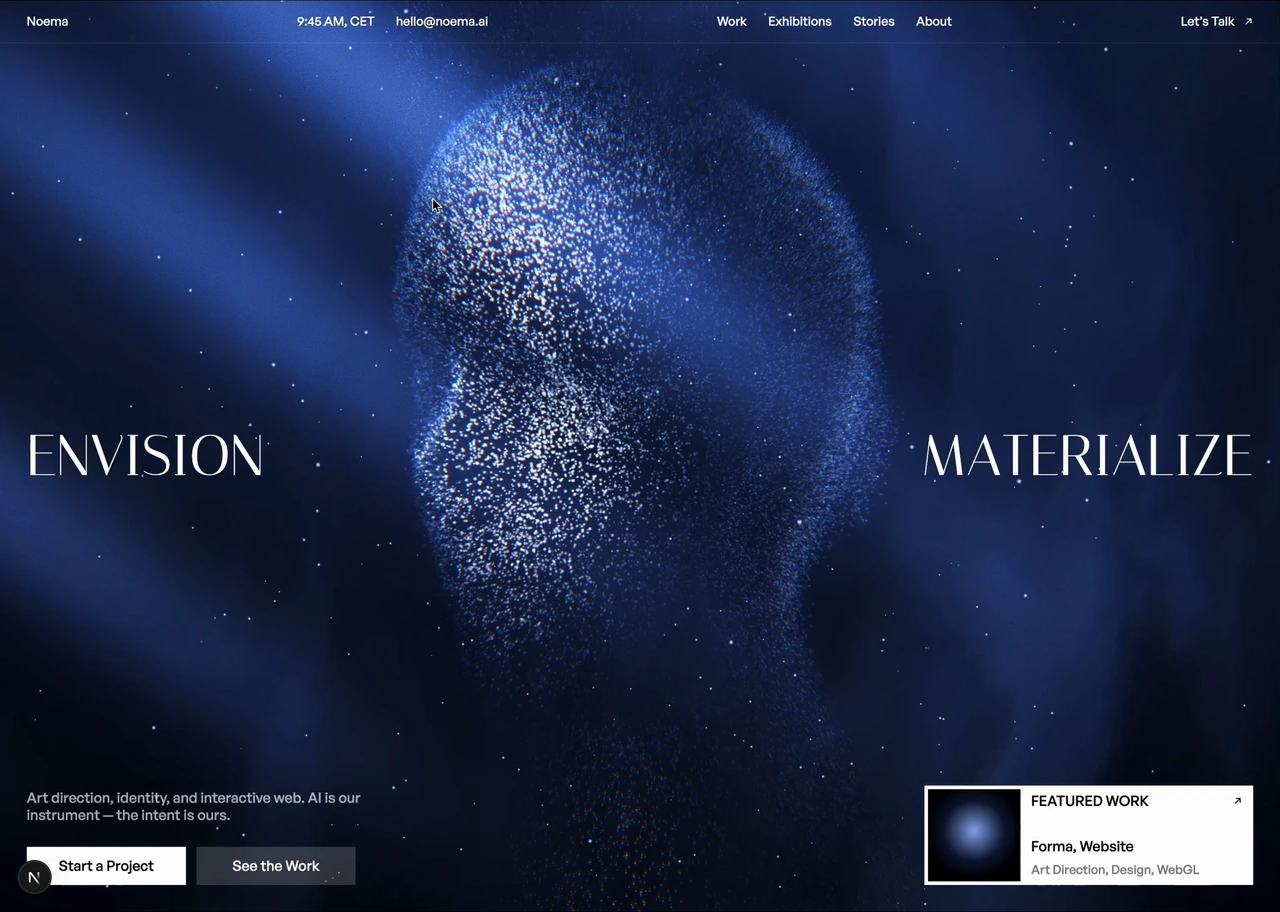 Noema
9:45 AM, CET
hello@noema.ai
Work
Exhibitions
Stories
About
Let's Talk ↗
ENVISION
MATERIALIZE
Art direction, identity, and interactive web. AI is our
instrument — the intent is ours.
Start a Project
See the Work
N
FEATURED WORK ↗
Forma, Website
Art Direction, Design, WebGL